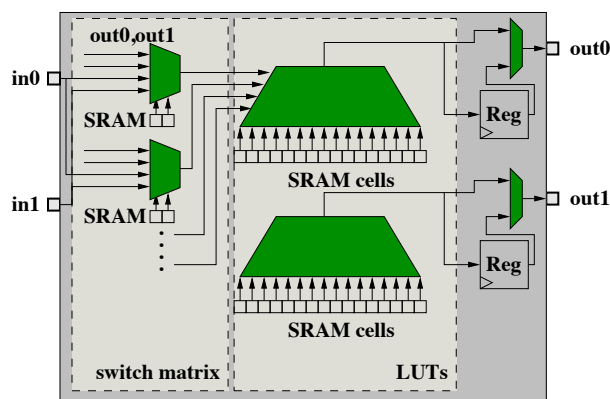 out0,out1
out0
in0
Reg
SRAM
SRAM cells
in1
out1
SRAM
Reg
SRAM cells
switch matrix
LUTs